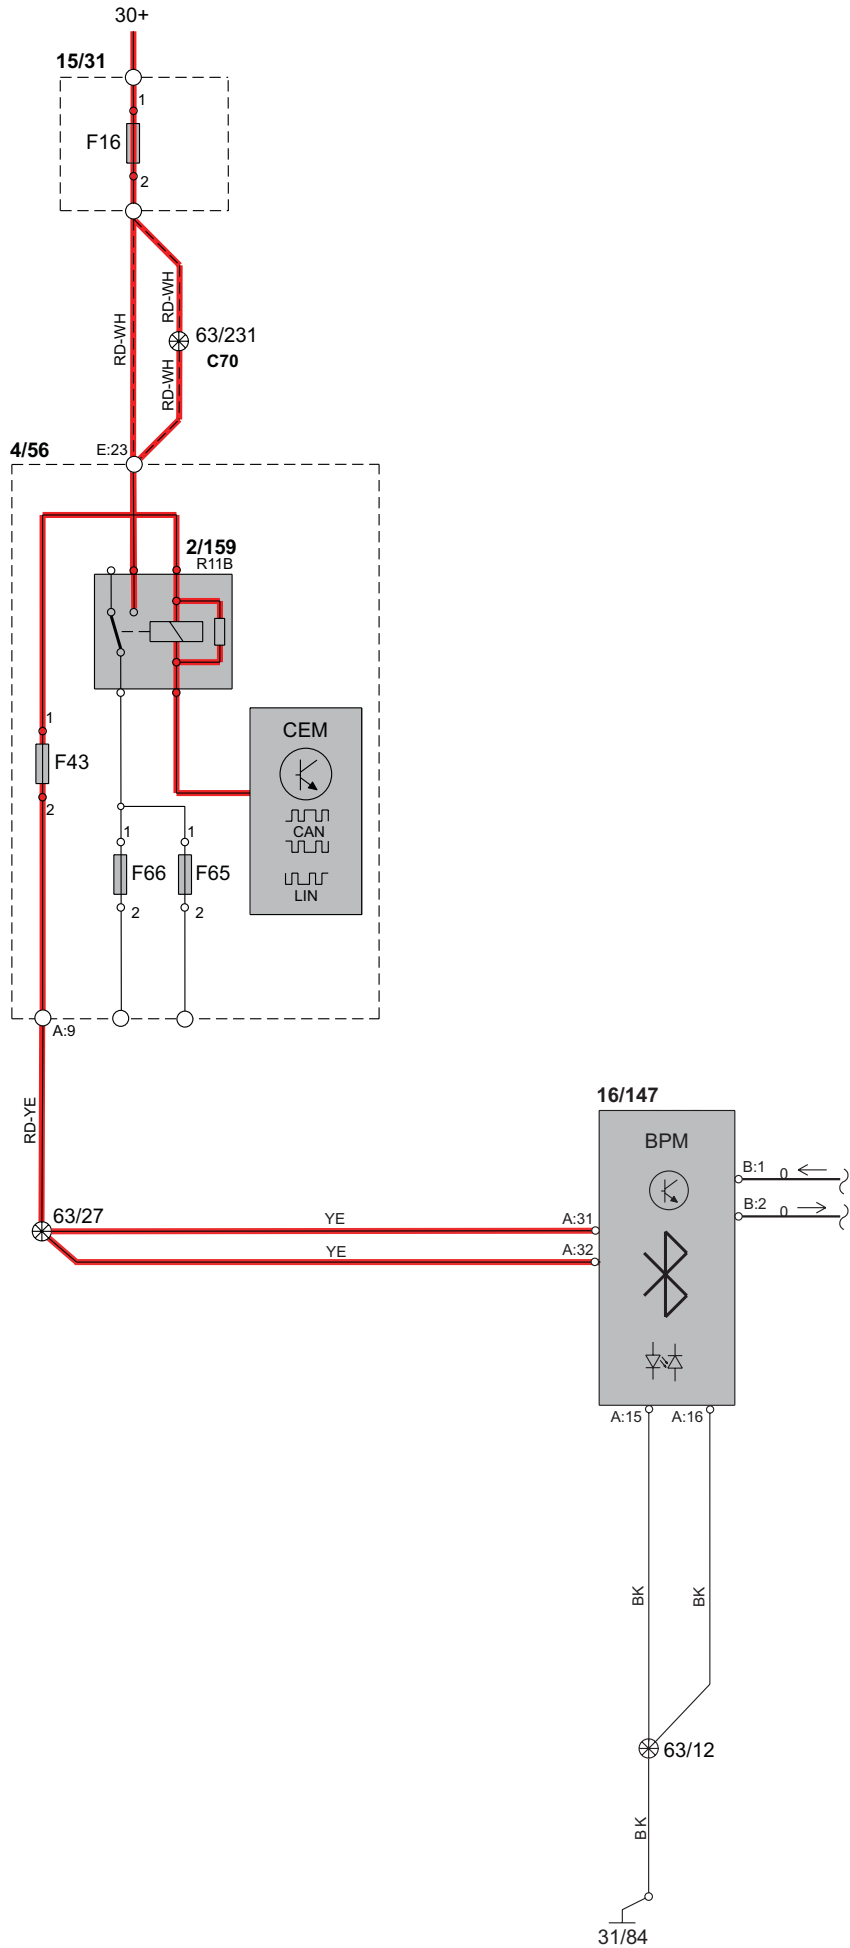 30+
15/31
1
F16
2
RD-WH
RD-WH
63/231
C70
RD-WH
4/56
E:23
2/159
R11B
1
F43
2
CEM
CAN
LIN
1
1
F66
F65
2
2
A:9
RD-YE
16/147
BPM
B:1
0
B:2
0
63/27
YE
A:31
YE
A:32
A:15
A:16
BK
BK
63/12
BK
31/84